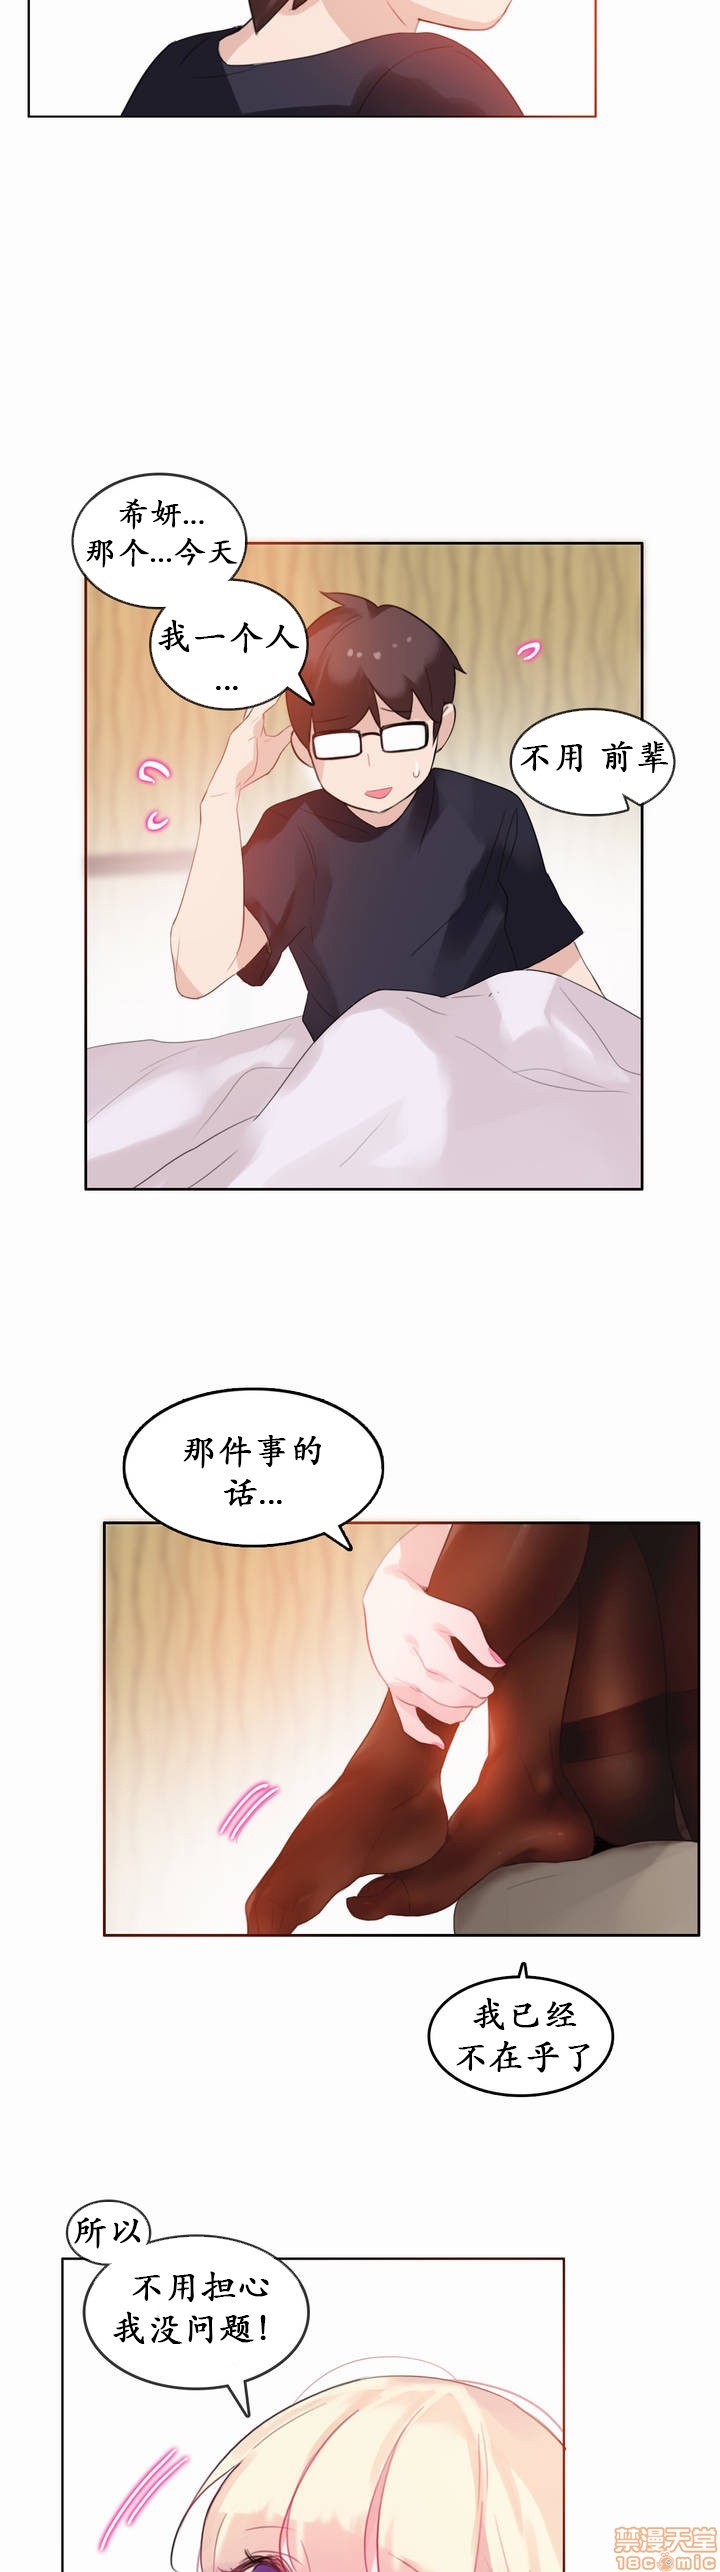 希妍...
那个...今天
我一个人
...
不用 前辈
那件事的
话...
我已经
不在乎了
所以
不用担心
我没问题!
禁漫天堂
18comic